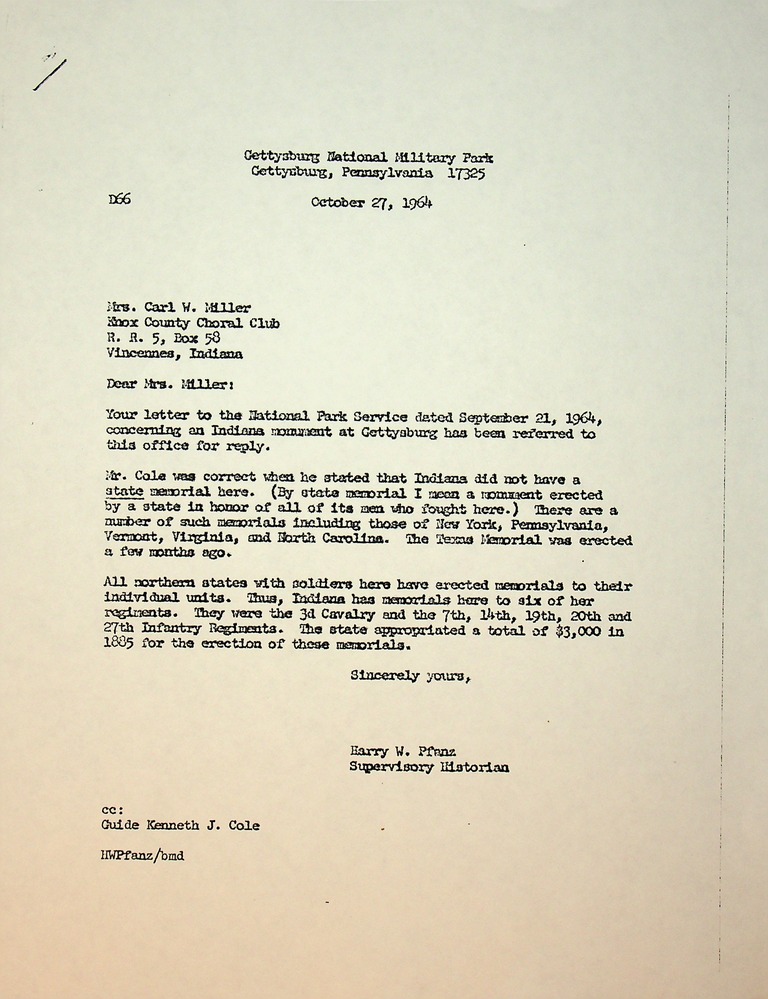 Gettysburg National Military Park
Gettysburg, Pennsylvania 17325
D66
October 27, 1964
Mrs. Carl W. Miller
Knox County Choral Club
R. R. 5, Box 58
Vincennes, Indiana
Dear Mrs. Miller:
Your letter to the National Park Service dated September 21, 1964,
concerning an Indiana monument at Gettysburg has been referred to
this office for reply.
Mr. Cole was correct when he stated that Indiana did not have a
state memorial here. (By state memorial I mean a monument erected
by a state in honor of all of its men who fought here.) There are a
number of such memorials including those of New York, Pennsylvania,
Vermont, Virginia, and North Carolina. The Texas Memorial was erected
a few months ago.
All northern states with soldiers here have erected memorials to their
individual units. Thus, Indiana has memorials here to six of her
regiments. They were the 3d Cavalry and the 7th, 14th, 19th, 20th and
27th Infantry Regiments. The state appropriated a total of $3,000 in
1885 for the erection of these memorials.
Sincerely yours,
Harry W. Pfanz
Supervisory Historian
cc:
Guide Kenneth J. Cole
HWPfanz/bmd